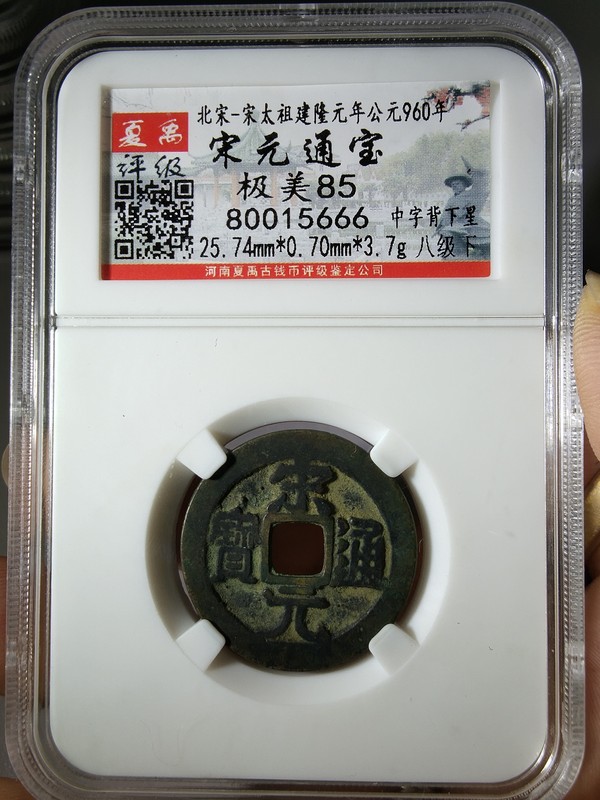 北宋-宋太祖建隆元年公元960年
夏禹
评级
宋元通宝
极美85
80015666 中字背下星
25.74mm*0.70mm*3.7g 八级下
河南夏禹古钱币评级鉴定公司
宋
元
通
寶